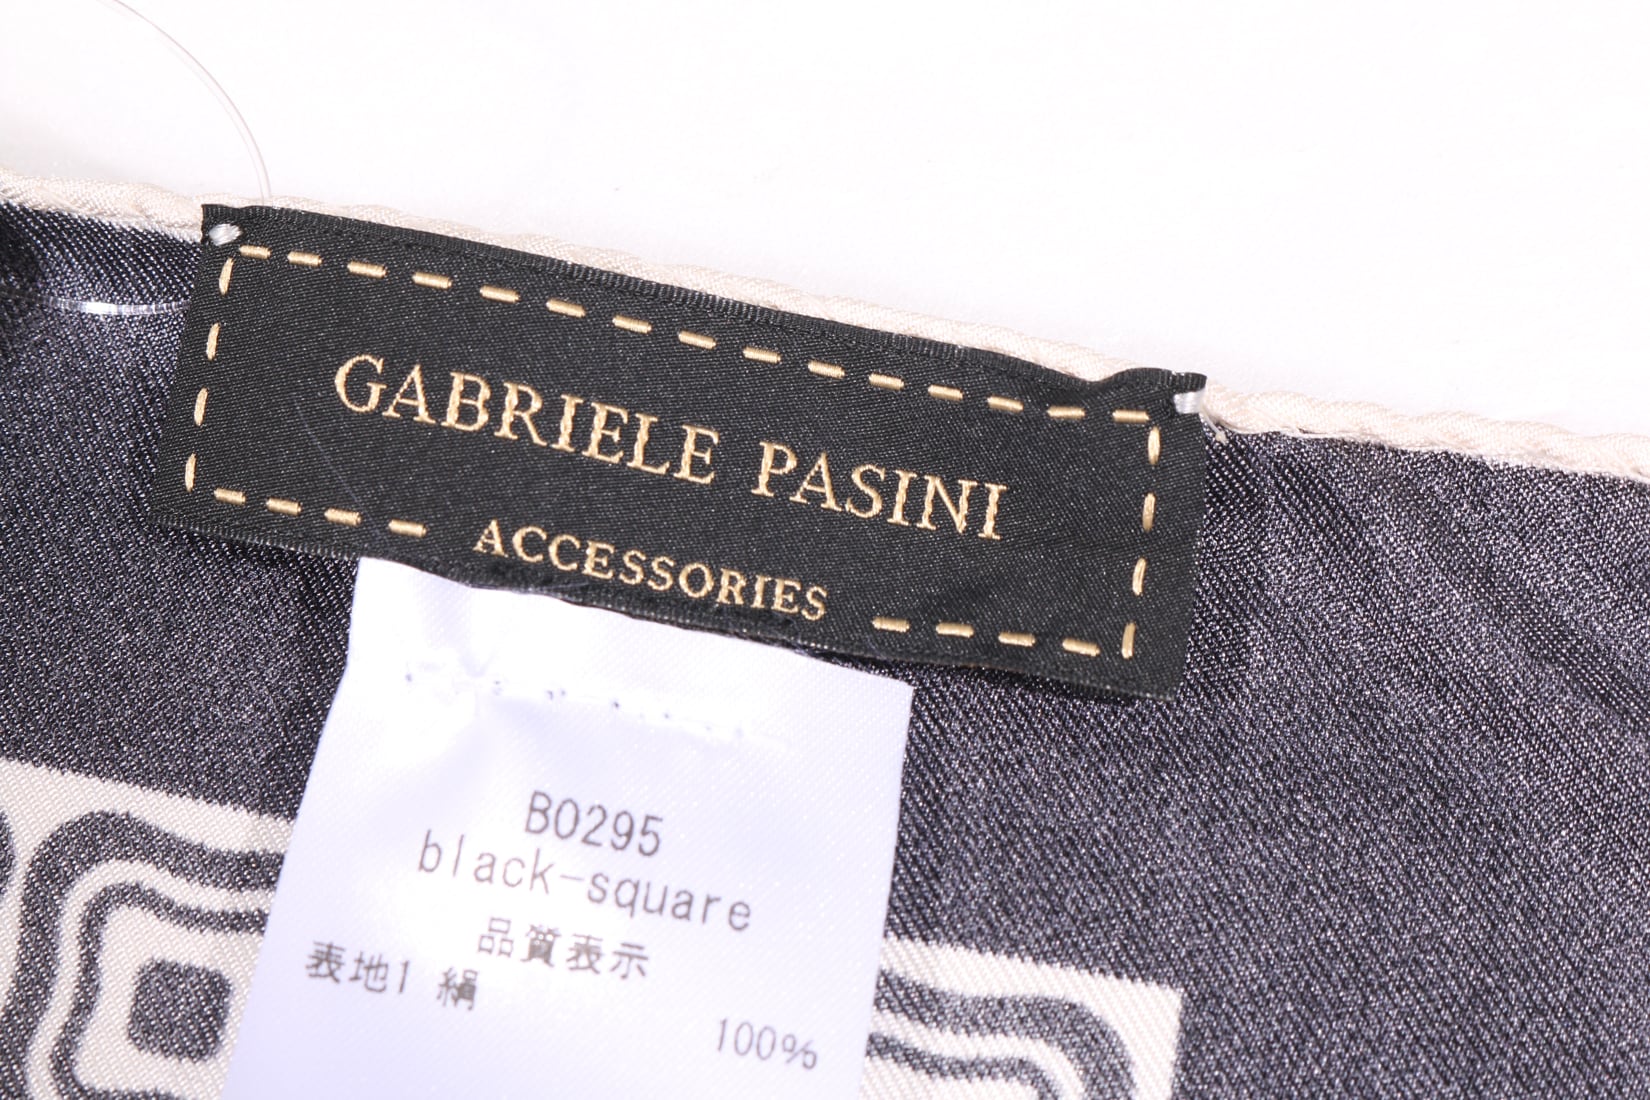 GABRIELE PASINI
ACCESSORIES
B0295
black-square
品質表示
表地1 絹
100%